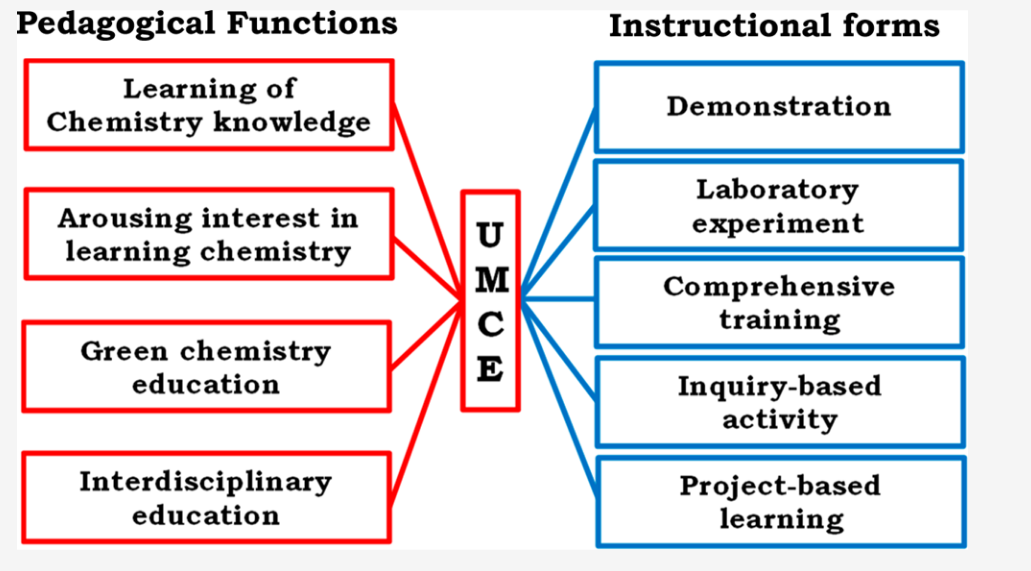 Pedagogical Functions
Learning of
Chemistry knowledge
Arousing interest in
learning chemistry
Green chemistry
education
Interdisciplinary
education
U
M
C
E
Instructional forms
Demonstration
Laboratory
experiment
Comprehensive
training
Inquiry-based
activity
Project-based
learning